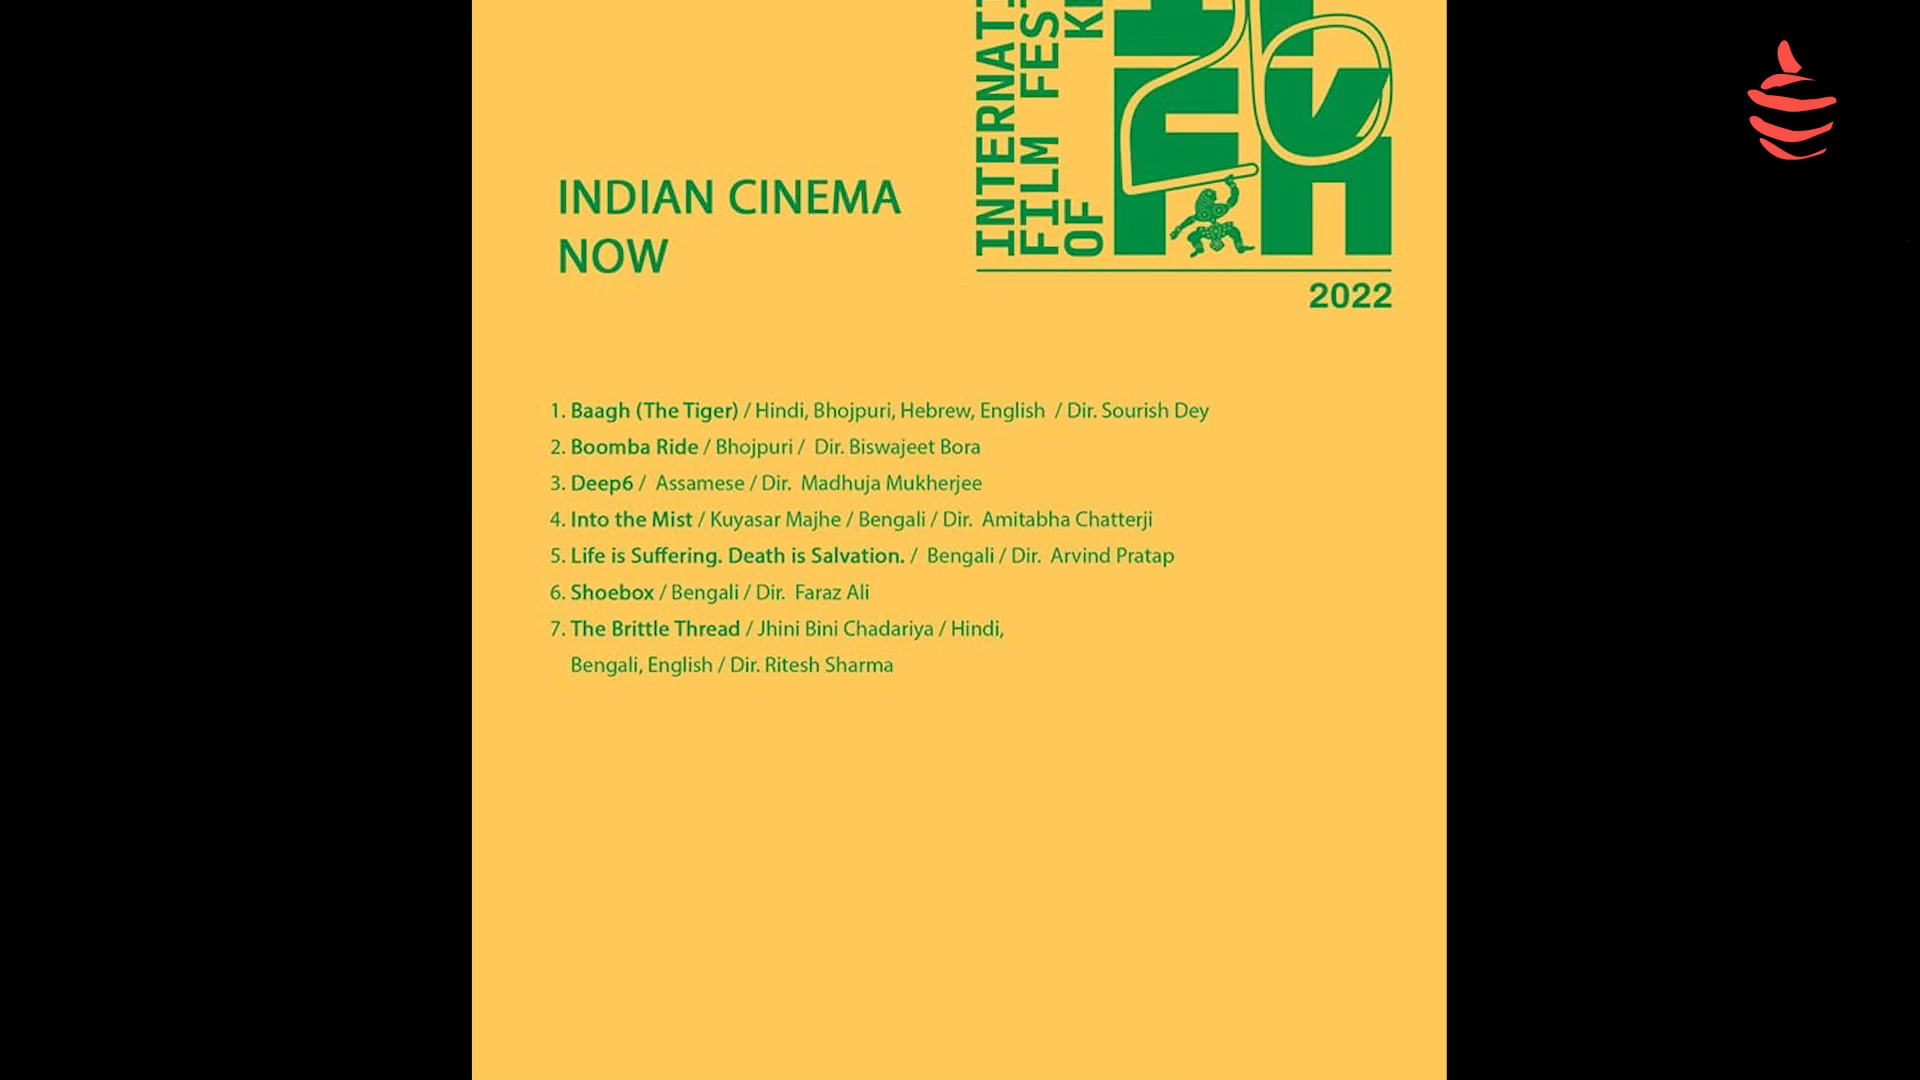 INTERNATI
FILM FEST
OF
2022
INDIAN CINEMA
NOW
1. Baagh (The Tiger) / Hindi, Bhojpuri, Hebrew, English / Dir. Sourish Dey
2. Boomba Ride / Bhojpuri / Dir. Biswajeet Bora
3. Deep6 / Assamese / Dir. Madhuja Mukherjee
4. Into the Mist / Kuyasar Majhe / Bengali / Dir. Amitabha Chatterji
5. Life is Suffering. Death is Salvation. / Bengali / Dir. Arvind Pratap
6. Shoebox / Bengali / Dir. Faraz Ali
7. The Brittle Thread / Jhini Bini Chadariya / Hindi,
Bengali, English / Dir. Ritesh Sharma